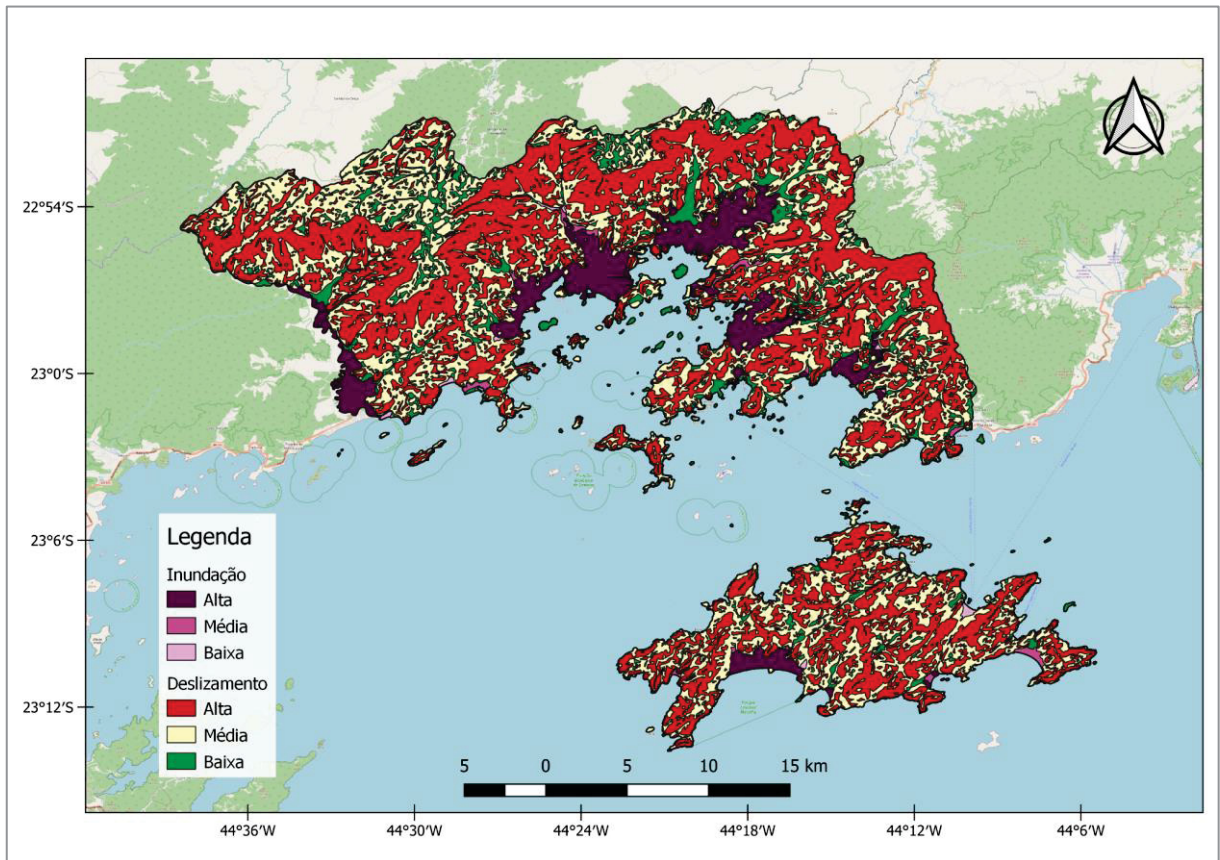 22°54'S
23°0'S
23°6'S
23°12'S
Legenda
Inundação
Alta
Média
Baixa
Deslizamento
Alta
Média
Baixa
5 0 5 10 15 km
44°36'W 44°30'W 44°24'W 44°18'W 44°12'W 44°6'W